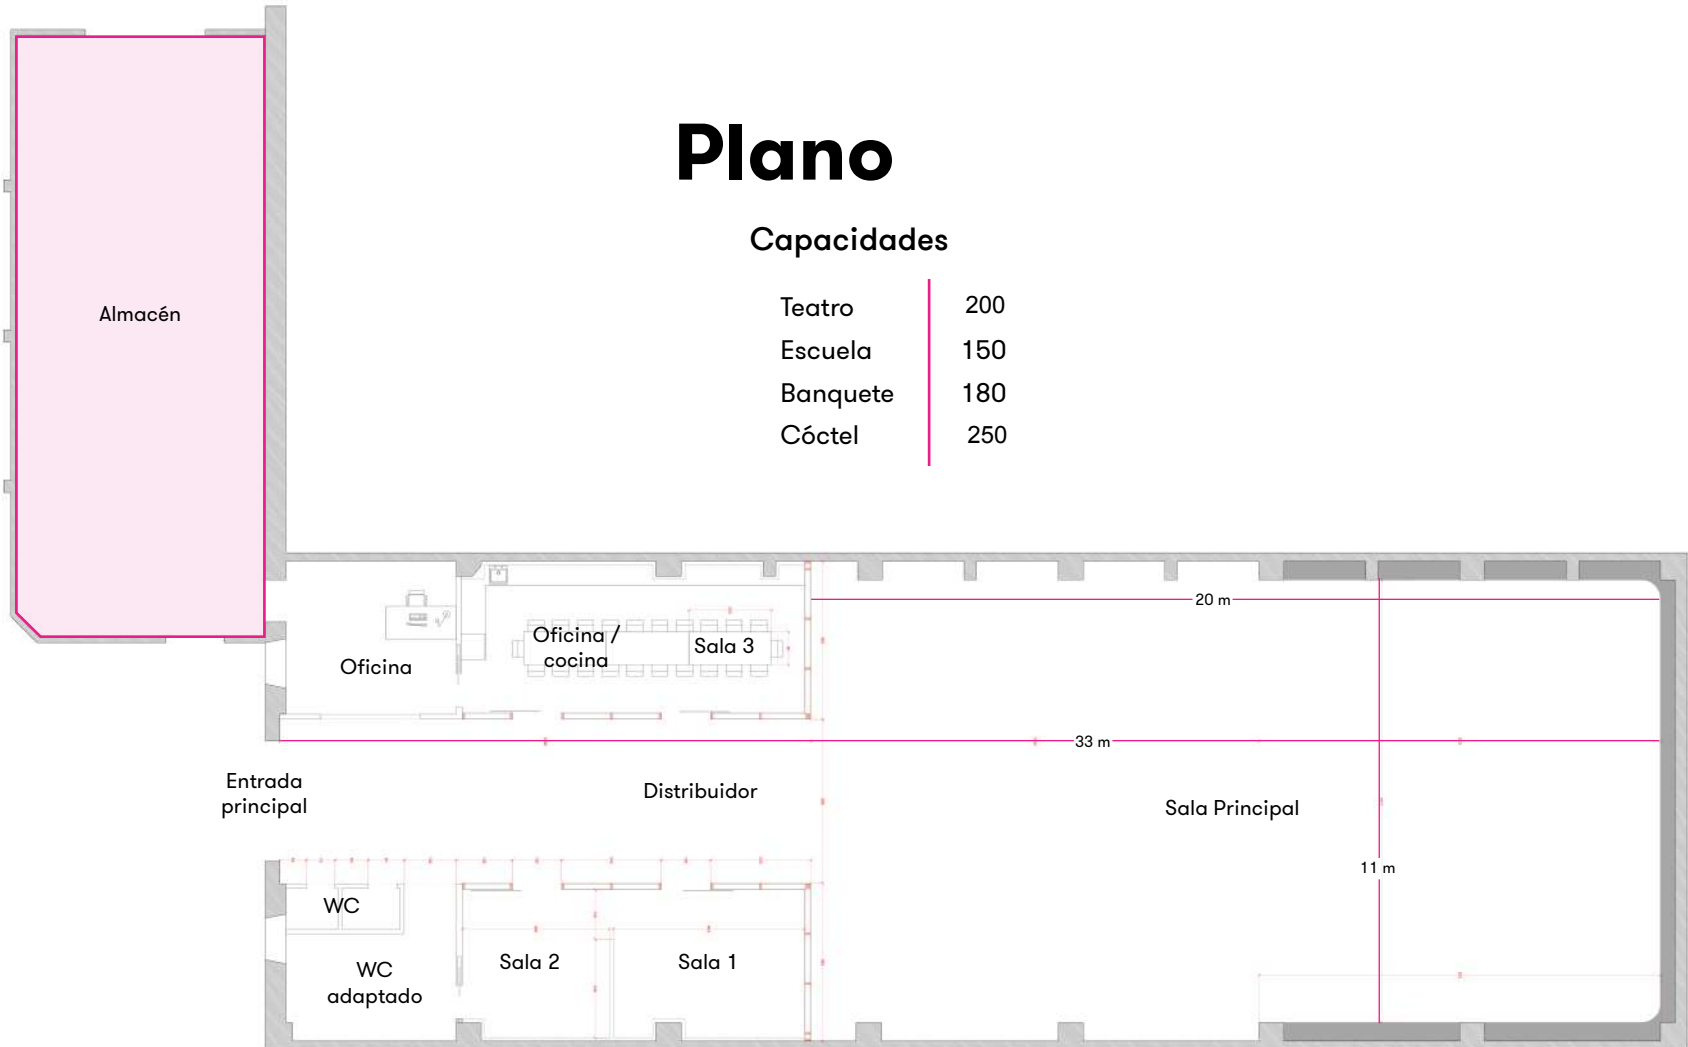 Plano
Capacidades
Teatro 200
Escuela 150
Banquete 180
Cóctel 250
Almacén
20 m
Oficina /
cocina
Sala 3
Oficina
33 m
Entrada
principal
Distribuidor
Sala Principal
11 m
WC
WC
adaptado
Sala 2
Sala 1